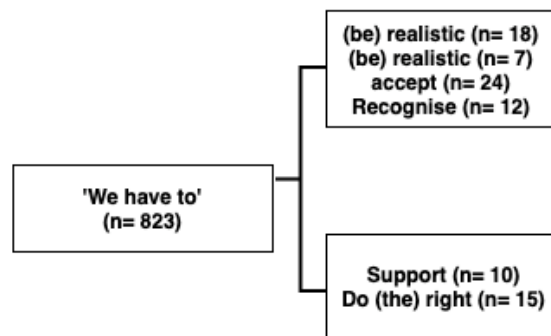 'We have to'
(n= 823)
(be) realistic (n= 18)
(be) realistic (n= 7)
accept (n= 24)
Recognise (n= 12)
Support (n= 10)
Do (the) right (n= 15)